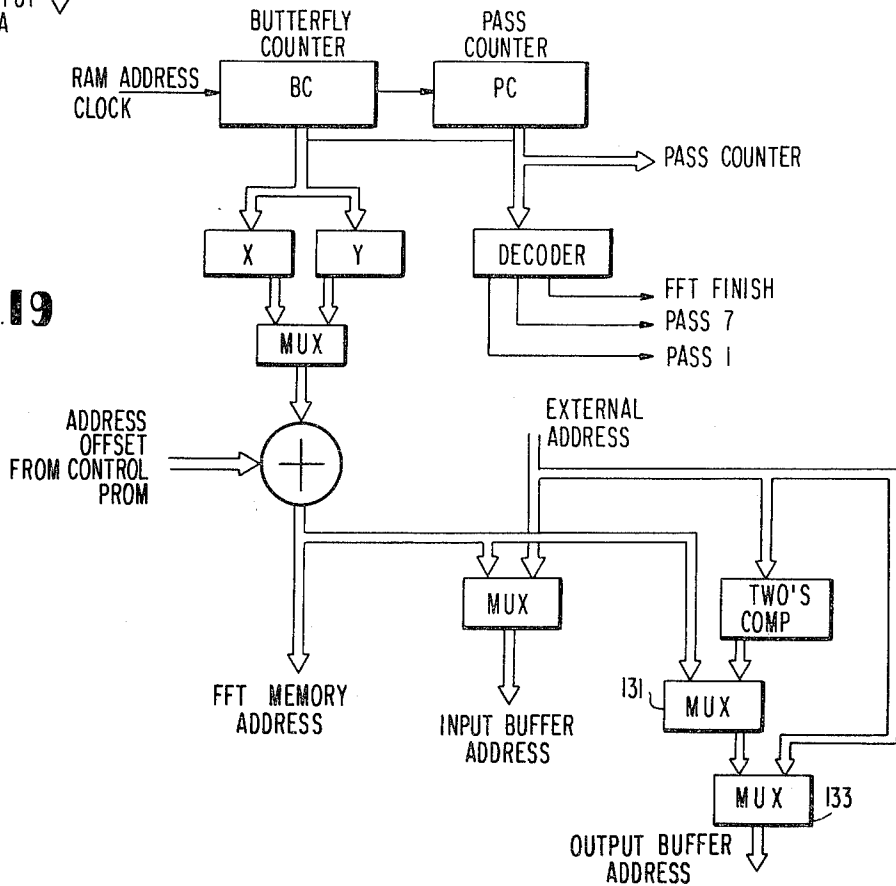 A
BUTTERFLY
COUNTER
PASS
COUNTER
RAM ADDRESS
CLOCK
BC
PC
PASS COUNTER
X
Y
DECODER
FFT FINISH
PASS 7
PASS 1
19
MUX
ADDRESS
OFFSET
FROM CONTROL
PROM
EXTERNAL
ADDRESS
MUX
TWO'S
COMP
FFT MEMORY
ADDRESS
INPUT BUFFER
ADDRESS
131
MUX
MUX
133
OUTPUT BUFFER
ADDRESS